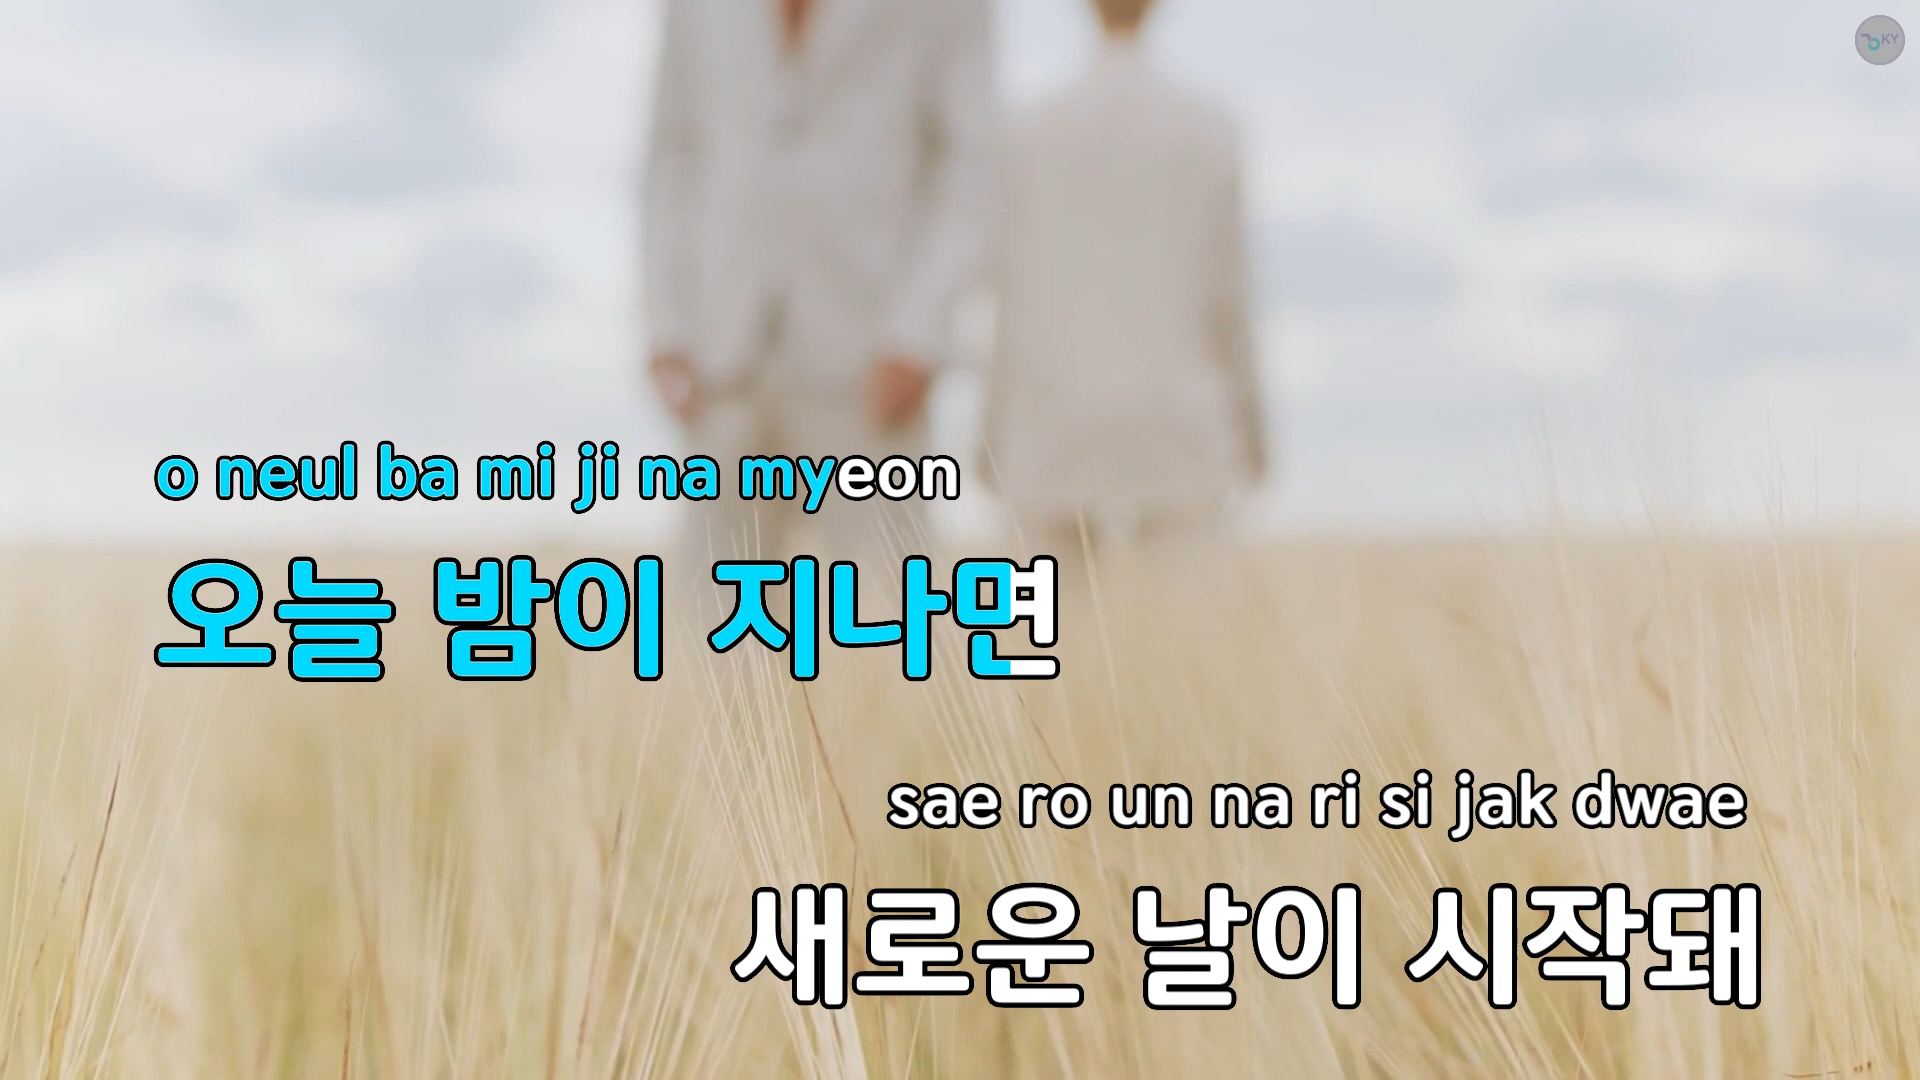 KY
o neul ba mi ji na myeon
오늘 밤이 지나면
sae ro un na ri si jak dwae
새로운 날이 시작돼